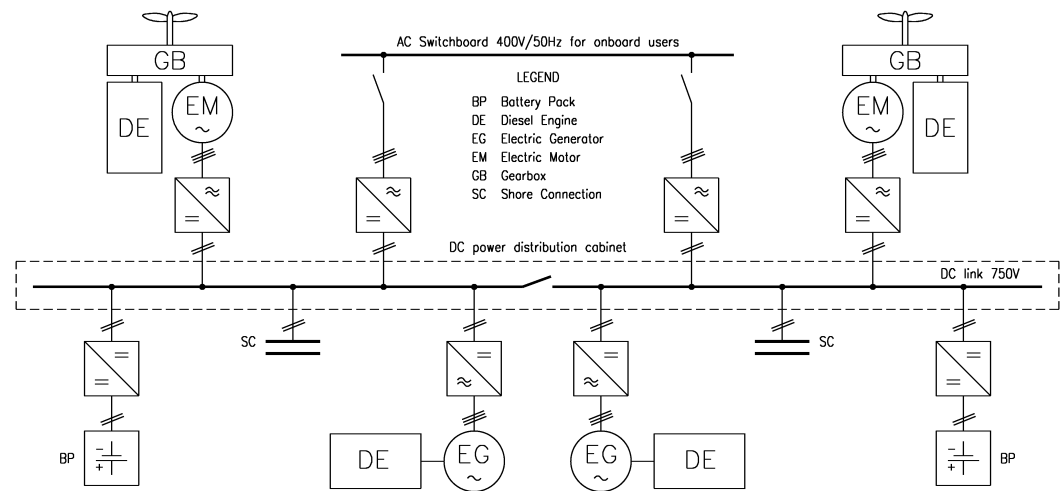 GB
GB
AC Switchboard 400V/50Hz for onboard users
DE
EM
EM
DE
LEGEND
BP Battery Pack
DE Diesel Engine
EG Electric Generator
EM Electric Motor
GB Gearbox
SC Shore Connection
DC power distribution cabinet
DC link 750V
SC
SC
BP
DE
EG
EG
DE
BP